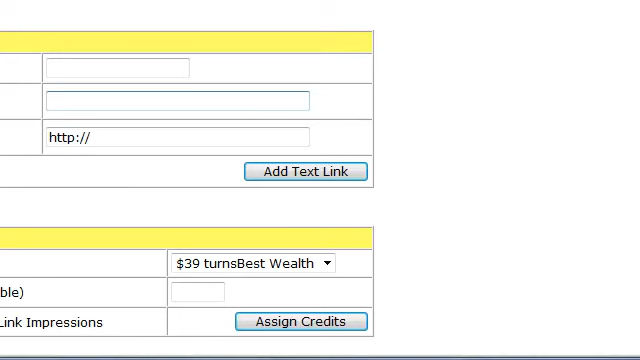 http://
Add Text Link
$39 turnsBest Wealth
ble)
Link Impressions
Assign Credits